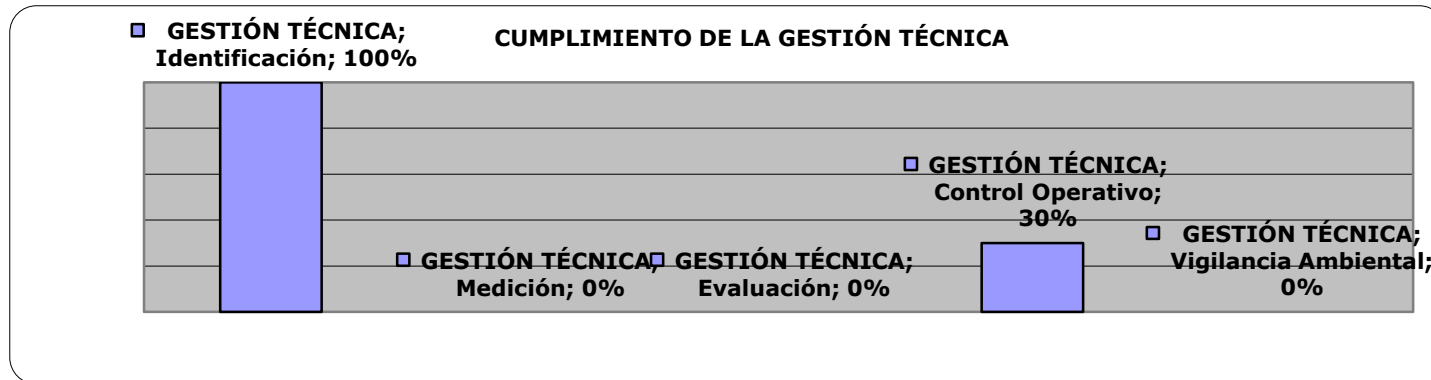 CUMPLIMIENTO DE LA GESTIÓN TÉCNICA
GESTIÓN TÉCNICA;
Identificación; 100%
GESTIÓN TÉCNICA;
Medición; 0%
GESTIÓN TÉCNICA;
Evaluación; 0%
GESTIÓN TÉCNICA;
Control Operativo;
30%
GESTIÓN TÉCNICA;
Vigilancia Ambiental;
0%